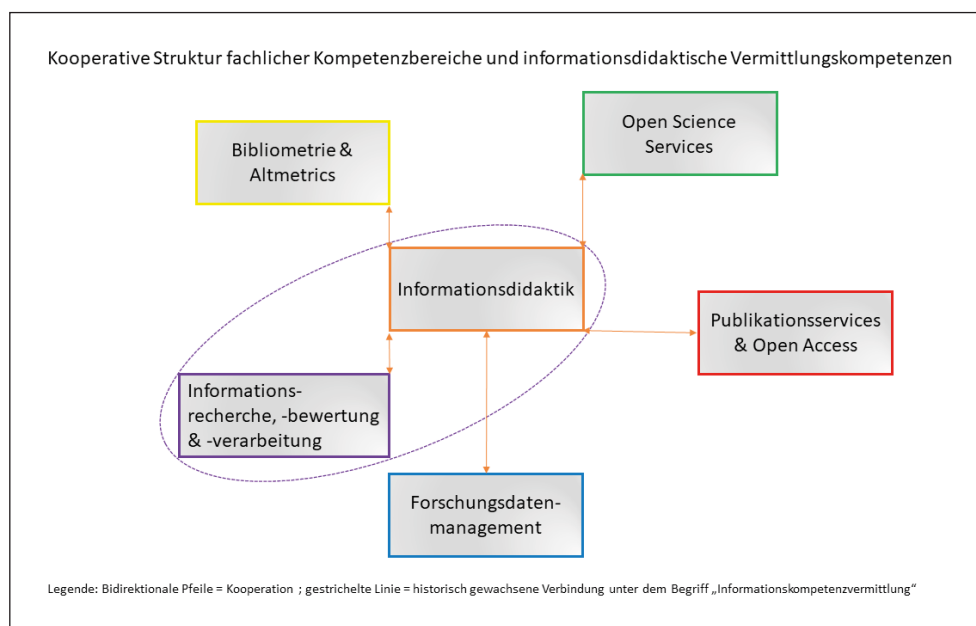 Kooperative Struktur fachlicher Kompetenzbereiche und informationsdidaktische Vermittlungskompetenzen
Bibliometrie &
Altmetrics
Open Science
Services
Informationsdidaktik
Publikationsservices
& Open Access
Informations-
recherche, -bewertung
& -verarbeitung
Forschungsdaten-
management
Legende: Bidirektionale Pfeile = Kooperation ; gestrichelte Linie = historisch gewachsene Verbindung unter dem Begriff „Informationskompetenzvermittlung“